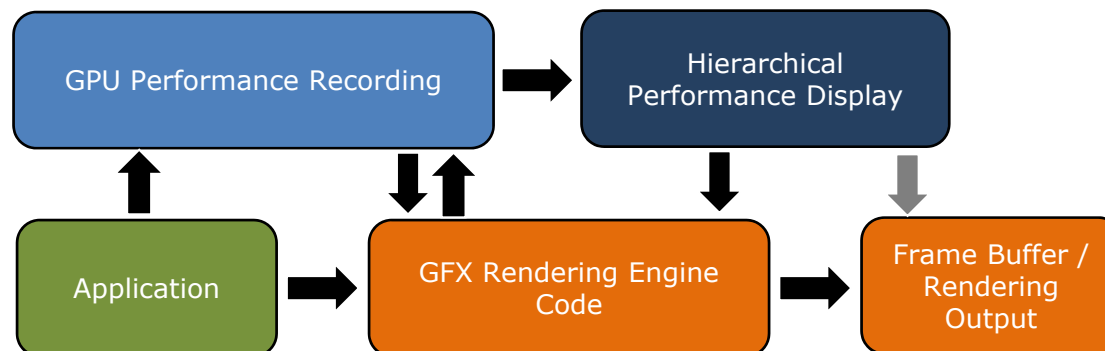 GPU Performance Recording
Hierarchical
Performance Display
Application
GFX Rendering Engine
Code
Frame Buffer /
Rendering
Output